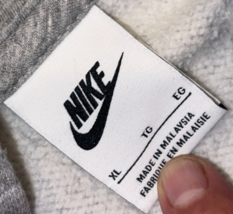 NIKE
XL TG EG
MADE IN MALAYSIA
FABRIQUÉ EN MALAISIE